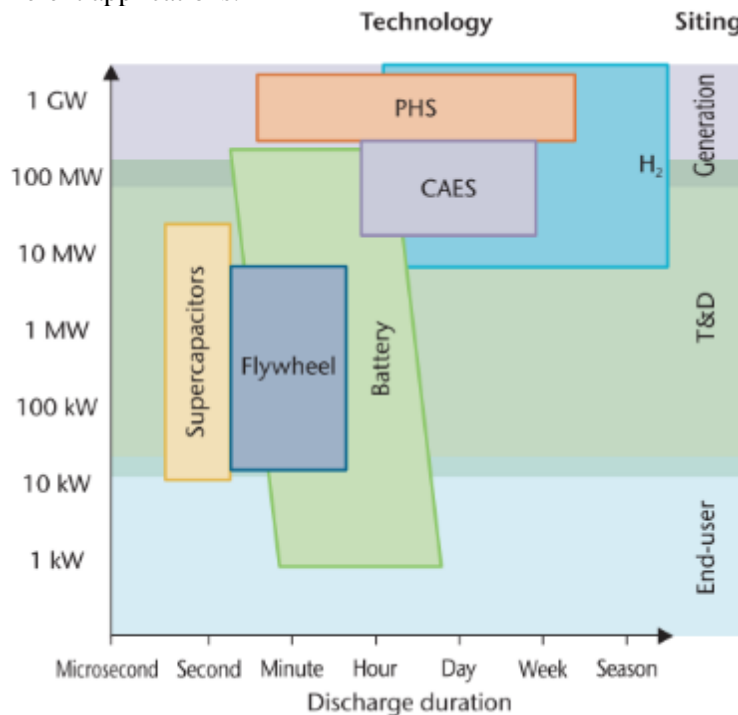 Technology
Siting
1 GW
100 MW
10 MW
1 MW
100 kW
10 kW
1 kW
PHS
CAES
H₂
Supercapacitors
Flywheel
Battery
Generation
T&D
End-user
Microsecond Second Minute Hour Day Week Season
Discharge duration